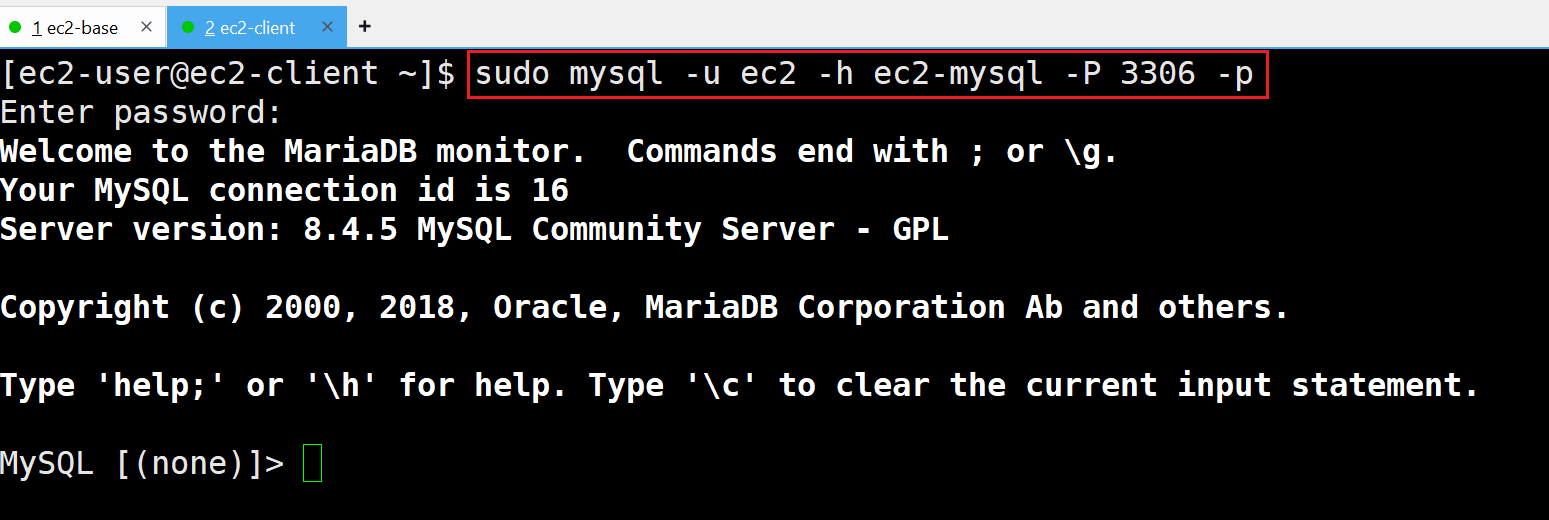 1 ec2-base × 2 ec2-client × +
[ec2-user@ec2-client ~]$ sudo mysql -u ec2 -h ec2-mysql -P 3306 -p
Enter password:
Welcome to the MariaDB monitor.  Commands end with ; or \g.
Your MySQL connection id is 16
Server version: 8.4.5 MySQL Community Server - GPL
Copyright (c) 2000, 2018, Oracle, MariaDB Corporation Ab and others.
Type 'help;' or '\h' for help. Type '\c' to clear the current input statement.
MySQL [(none)]>